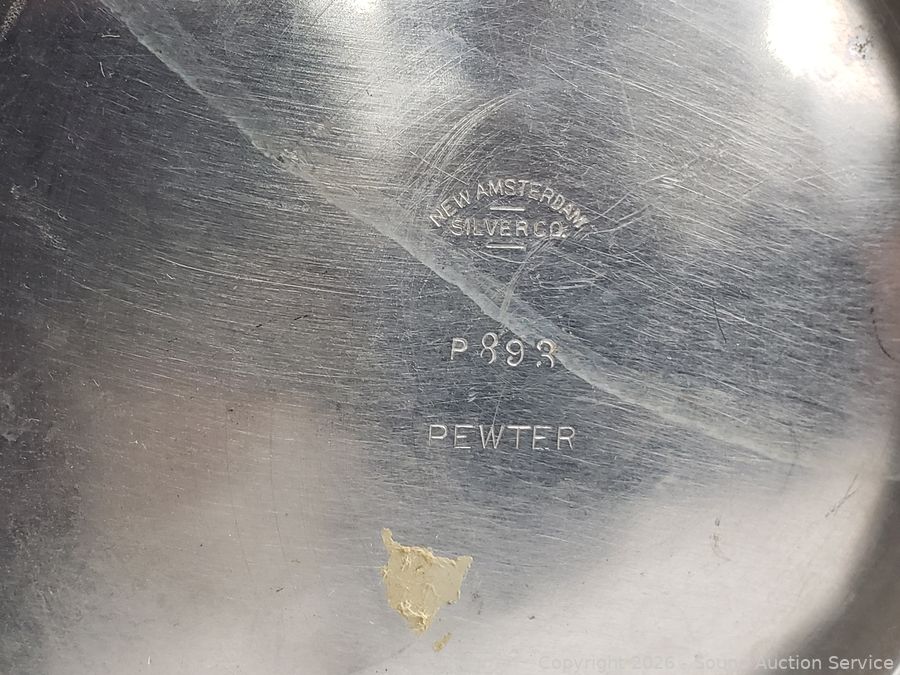 NEW AMSTERDAM
SILVER CO.
P893
PEWTER
Copyright 2026 - Sound Auction Service